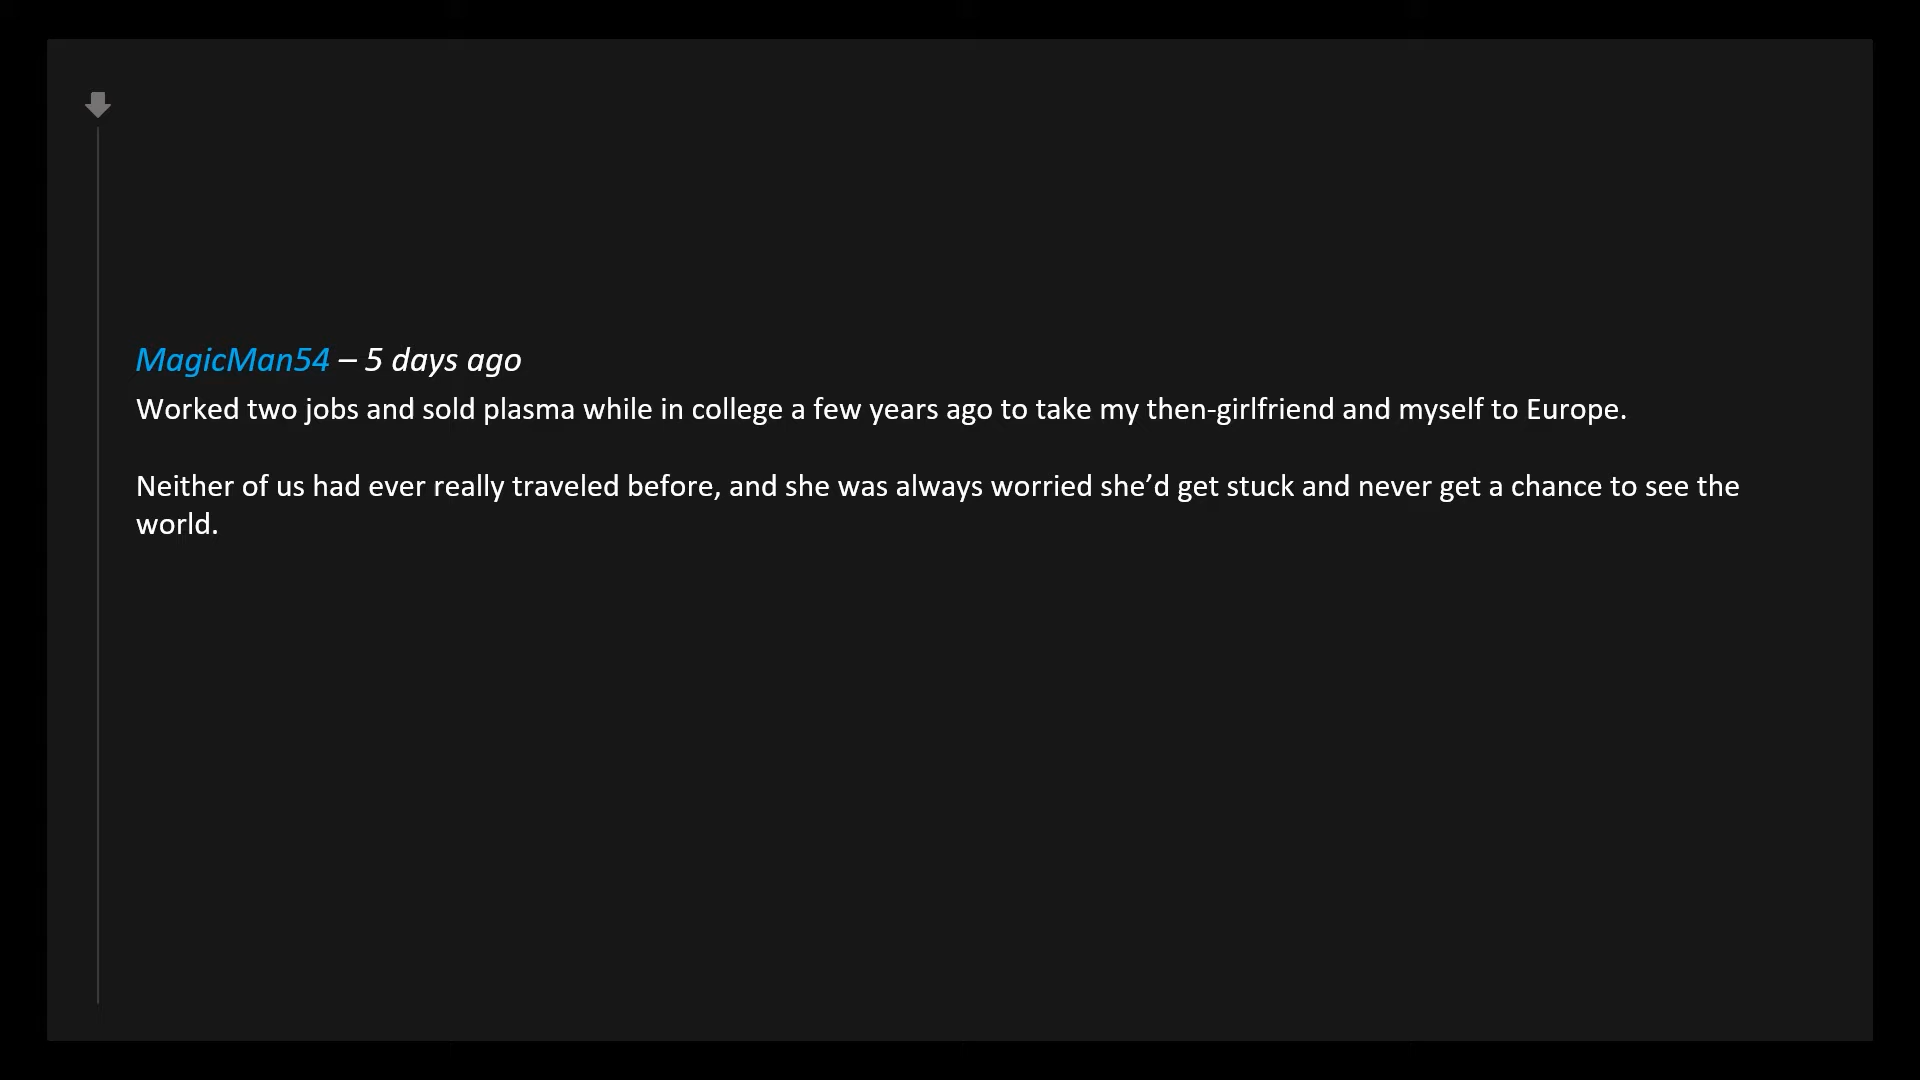 MagicMan54 – 5 days ago
Worked two jobs and sold plasma while in college a few years ago to take my then-girlfriend and myself to Europe.
Neither of us had ever really traveled before, and she was always worried she’d get stuck and never get a chance to see the
world.